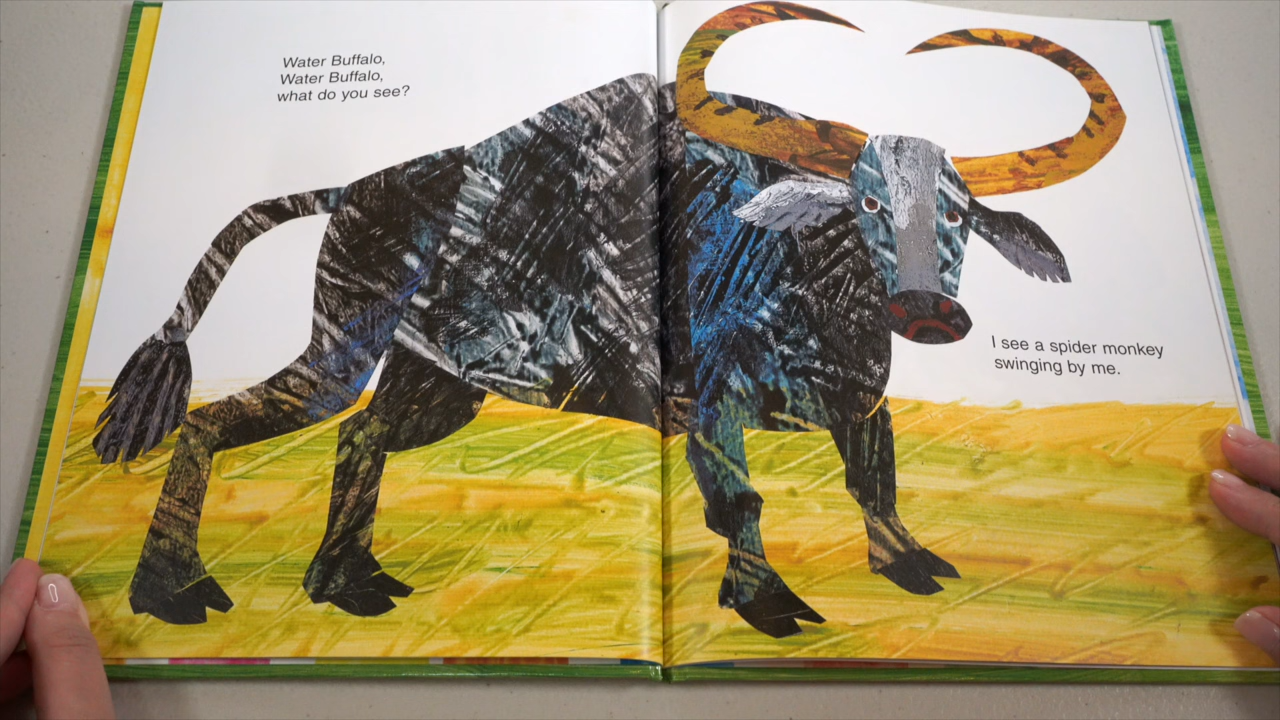 Water Buffalo,
Water Buffalo,
what do you see?
I see a spider monkey
swinging by me.